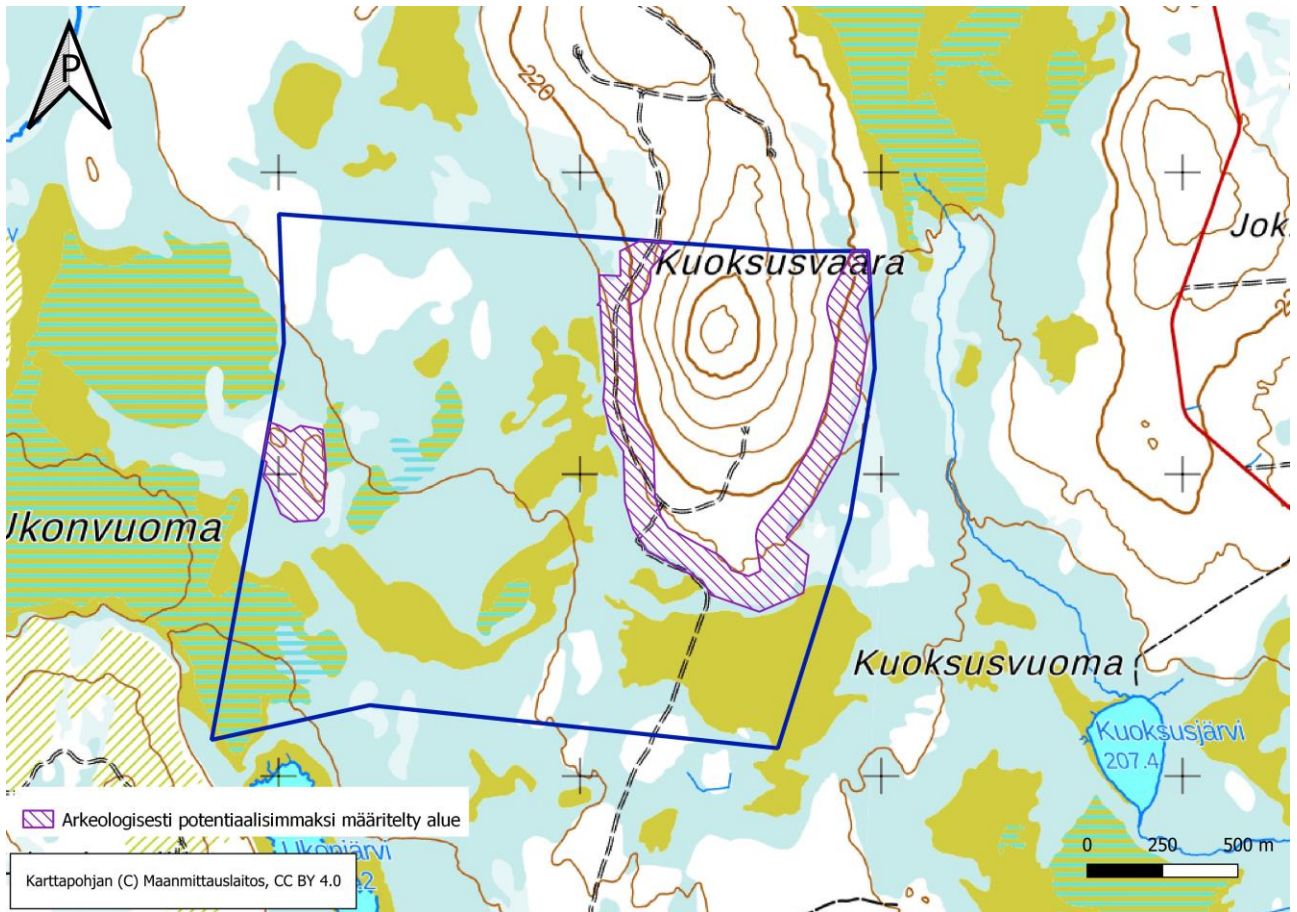 P
220
Kuoksusvaara
Jok
Ukonvuoma
Kuoksusvuoma
Kuoksusjärvi
207.4
Arkeologisesti potentiaalisimmaksi määritelty alue
0 250 500 m
Ukonjärvi
Karttapohjan (C) Maanmittauslaitos, CC BY 4.0